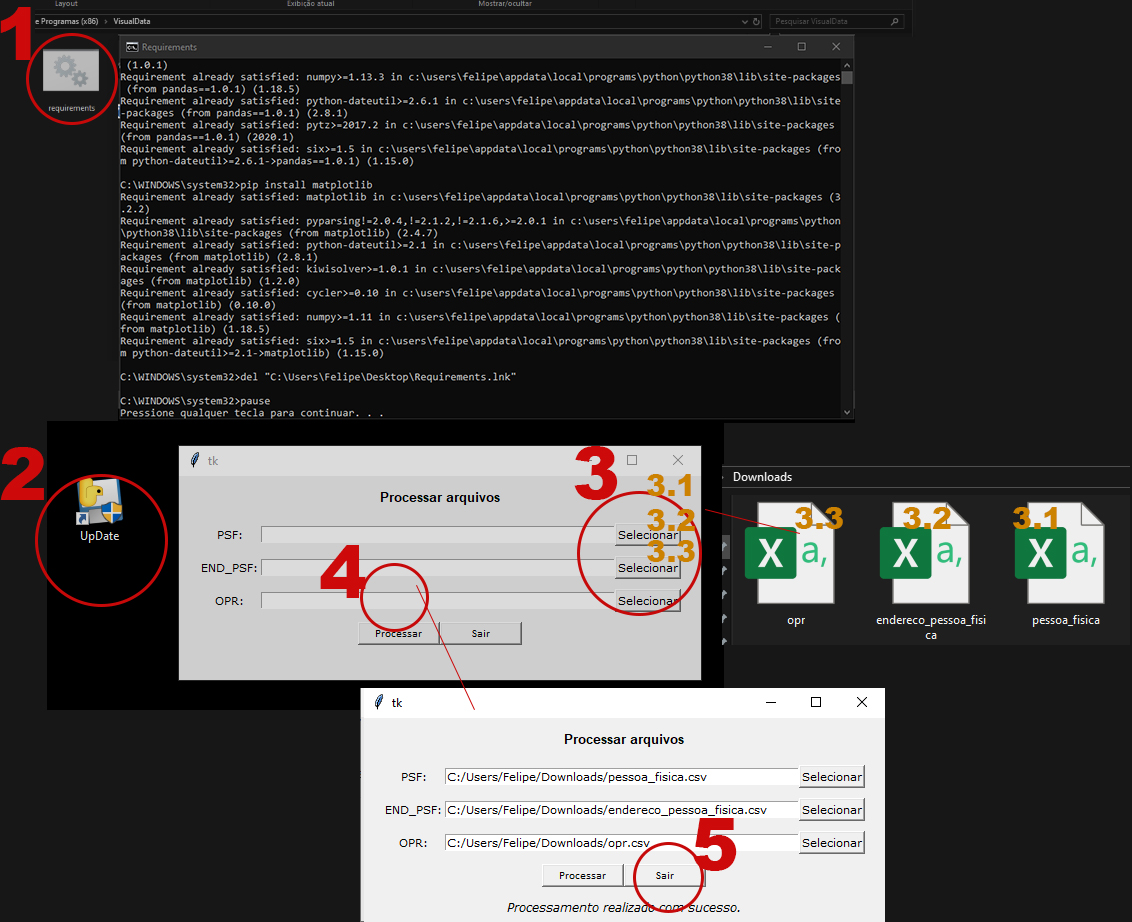 Layout
Exibição atual
Mostrar/ocultar
e Programas (x86) › VisualData
Pesquisar VisualData
1
requirements
Requirements
(1.0.1)
Requirement already satisfied: numpy>=1.13.3 in c:\users\felipe\appdata\local\programs\python\python38\lib\site-packages
(from pandas==1.0.1) (1.18.5)
Requirement already satisfied: python-dateutil>=2.6.1 in c:\users\felipe\appdata\local\programs\python\python38\lib\site
-packages (from pandas==1.0.1) (2.8.1)
Requirement already satisfied: pytz>=2017.2 in c:\users\felipe\appdata\local\programs\python\python38\lib\site-packages
(from pandas==1.0.1) (2020.1)
Requirement already satisfied: six>=1.5 in c:\users\felipe\appdata\local\programs\python\python38\lib\site-packages (fro
m python-dateutil>=2.6.1->pandas==1.0.1) (1.15.0)
C:\WINDOWS\system32>pip install matplotlib
Requirement already satisfied: matplotlib in c:\users\felipe\appdata\local\programs\python\python38\lib\site-packages (3
.2.2)
Requirement already satisfied: pyparsing!=2.0.4,!=2.1.2,!=2.1.6,>=2.0.1 in c:\users\felipe\appdata\local\programs\python
\python38\lib\site-packages (from matplotlib) (2.4.7)
Requirement already satisfied: python-dateutil>=2.1 in c:\users\felipe\appdata\local\programs\python\python38\lib\site-p
ackages (from matplotlib) (2.8.1)
Requirement already satisfied: kiwisolver>=1.0.1 in c:\users\felipe\appdata\local\programs\python\python38\lib\site-pack
ages (from matplotlib) (1.2.0)
Requirement already satisfied: cycler>=0.10 in c:\users\felipe\appdata\local\programs\python\python38\lib\site-packages
(from matplotlib) (0.10.0)
Requirement already satisfied: numpy>=1.11 in c:\users\felipe\appdata\local\programs\python\python38\lib\site-packages (
from matplotlib) (1.18.5)
Requirement already satisfied: six>=1.5 in c:\users\felipe\appdata\local\programs\python\python38\lib\site-packages (fro
m python-dateutil>=2.1->matplotlib) (1.15.0)
C:\WINDOWS\system32>del "C:\Users\Felipe\Desktop\Requirements.lnk"
C:\WINDOWS\system32>pause
Pressione qualquer tecla para continuar. . .
2
UpDate
tk
Processar arquivos
3
3.1
3.2
3.3
PSF:
Selecionar
END_PSF:
Selecionar
OPR:
Selecionar
4
Processar
Sair
Downloads
3.3
3.2
3.1
X a,
X a,
X a,
opr
endereco_pessoa_fisi
ca
pessoa_fisica
tk
Processar arquivos
PSF:
C:/Users/Felipe/Downloads/pessoa_fisica.csv
Selecionar
END_PSF:
C:/Users/Felipe/Downloads/endereco_pessoa_fisica.csv
Selecionar
OPR:
C:/Users/Felipe/Downloads/opr.csv
Selecionar
5
Processar
Sair
Processamento realizado com sucesso.